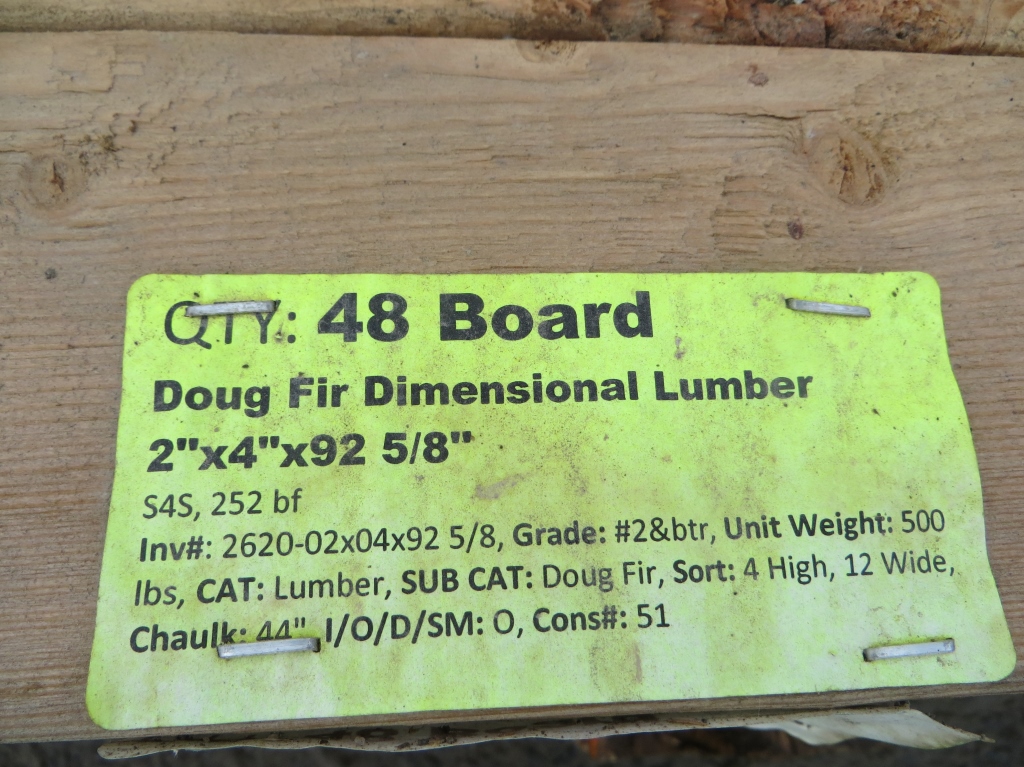 QTY: 48 Board
Doug Fir Dimensional Lumber
2"x4"x92 5/8"
S4S, 252 bf
Inv#: 2620-02x04x92 5/8, Grade: #2&btr, Unit Weight: 500
lbs, CAT: Lumber, SUB CAT: Doug Fir, Sort: 4 High, 12 Wide,
Chaulk: 44", I/O/D/SM: O, Cons#: 51